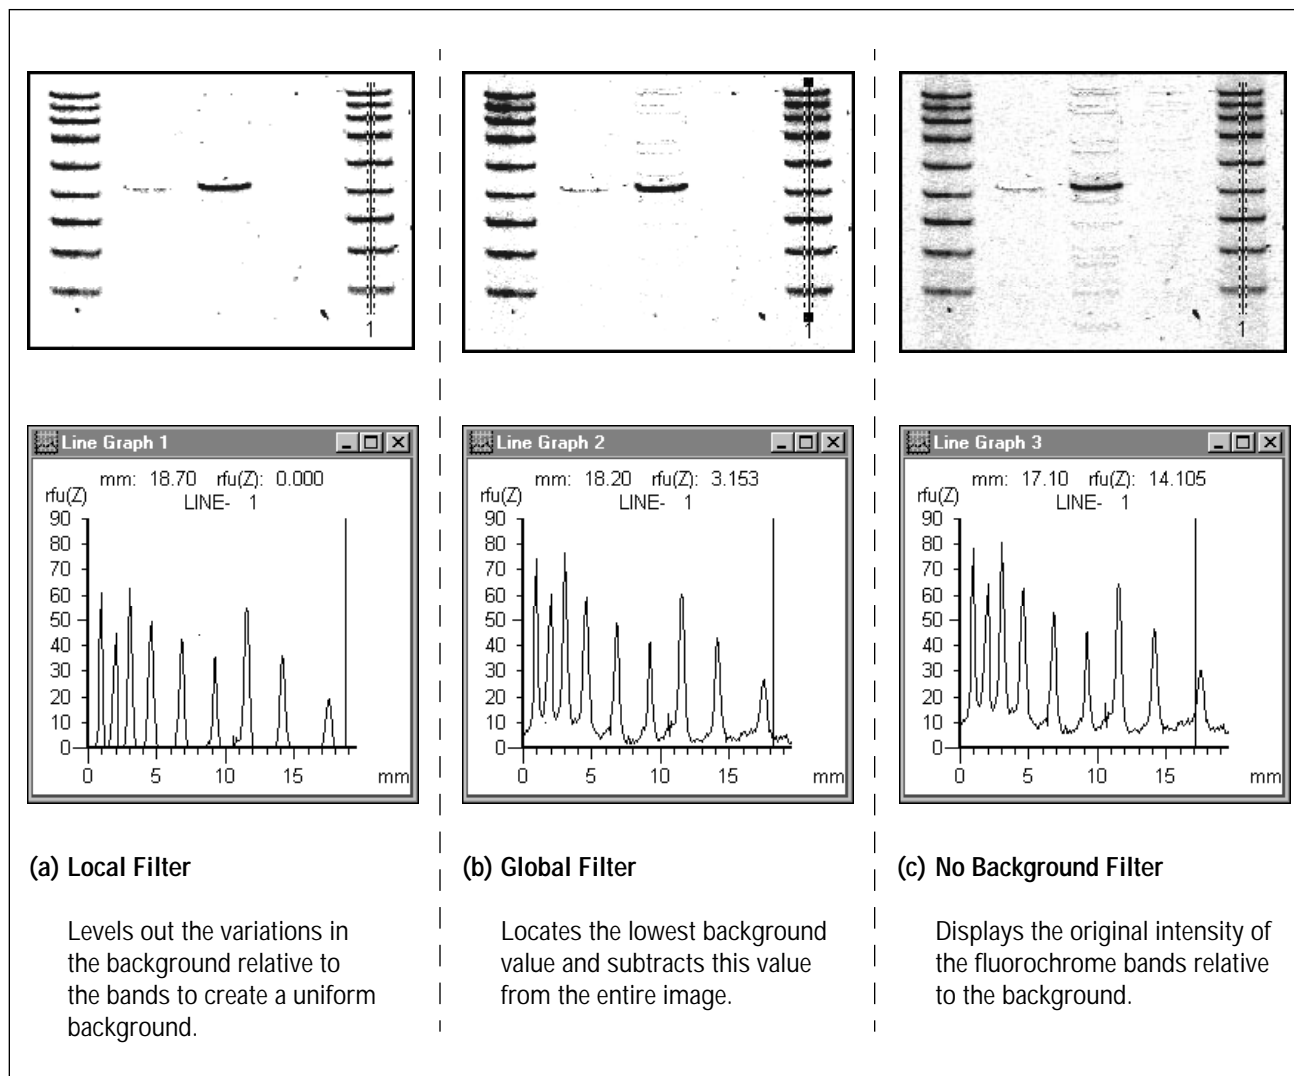 1
1
1
Line Graph 1
mm: 18.70 rfu(Z): 0.000
rfu(Z)
LINE- 1
90
80
70
60
50
40
30
20
10
0
0 5 10 15 mm
Line Graph 2
mm: 18.20 rfu(Z): 3.153
rfu(Z)
LINE- 1
90
80
70
60
50
40
30
20
10
0
0 5 10 15 mm
Line Graph 3
mm: 17.10 rfu(Z): 14.105
rfu(Z)
LINE- 1
90
80
70
60
50
40
30
20
10
0
0 5 10 15 mm
(a) Local Filter
Levels out the variations in
the background relative to
the bands to create a uniform
background.
(b) Global Filter
Locates the lowest background
value and subtracts this value
from the entire image.
(c) No Background Filter
Displays the original intensity of
the fluorochrome bands relative
to the background.